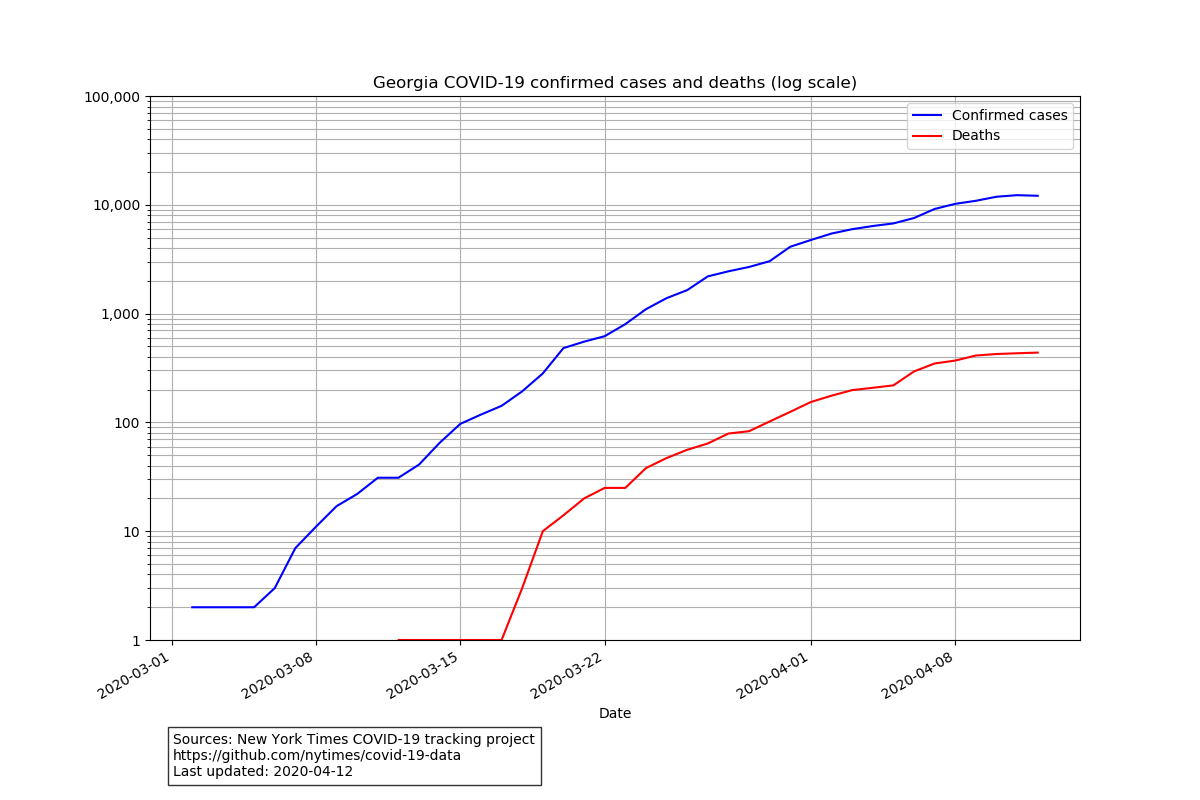 Georgia COVID-19 confirmed cases and deaths (log scale)
100,000
10,000
1,000
100
10
1
Confirmed cases
Deaths
2020-03-01
2020-03-08
2020-03-15
2020-03-22
2020-04-01
2020-04-08
Date
Sources: New York Times COVID-19 tracking project
https://github.com/nytimes/covid-19-data
Last updated: 2020-04-12